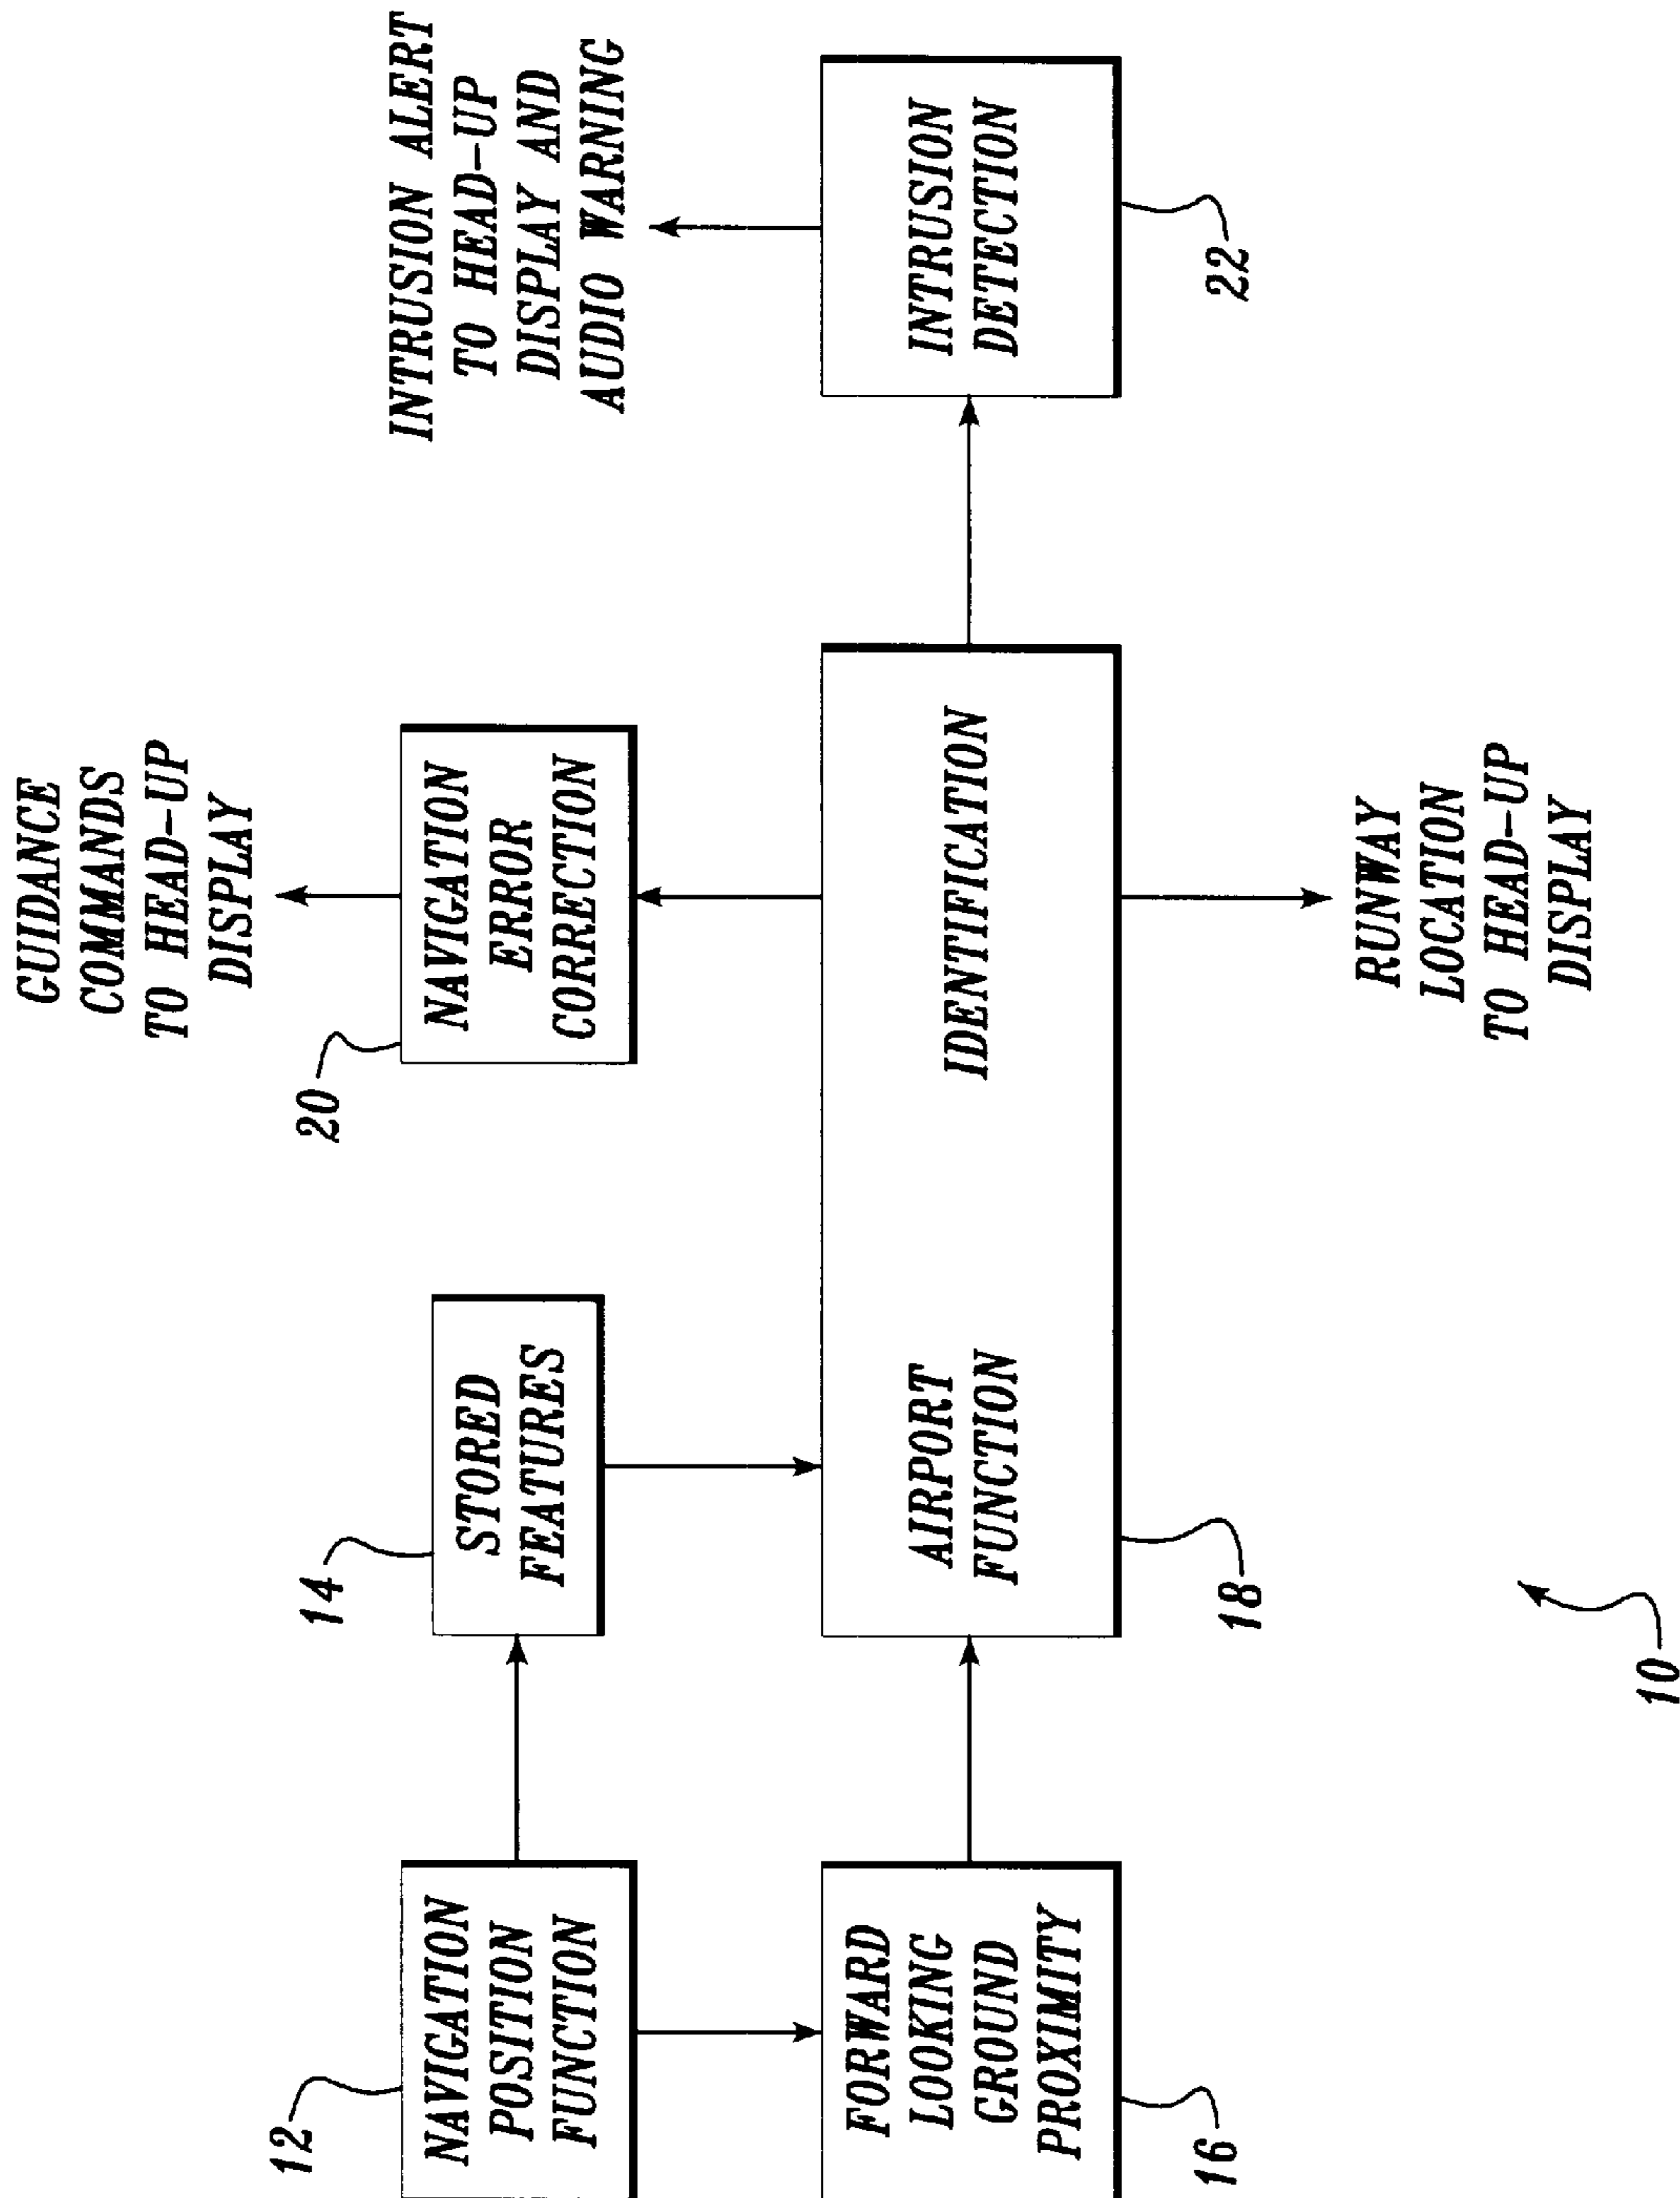 GUIDANCE
COMMANDS
TO HEAD-UP
DISPLAY
INTRUSION ALERT
TO HEAD-UP
DISPLAY AND
AUDIO WARNING
12
NAVIGATION
POSITION
FUNCTION
14
STORED
FEATURES
20
NAVIGATION
ERROR
CORRECTION
FORWARD
LOOKING
GROUND
PROXIMITY
16
AIRPORT
FUNCTION
IDENTIFICATION
18
INTRUSION
DETECTION
22
RUNWAY
LOCATION
TO HEAD-UP
DISPLAY
10